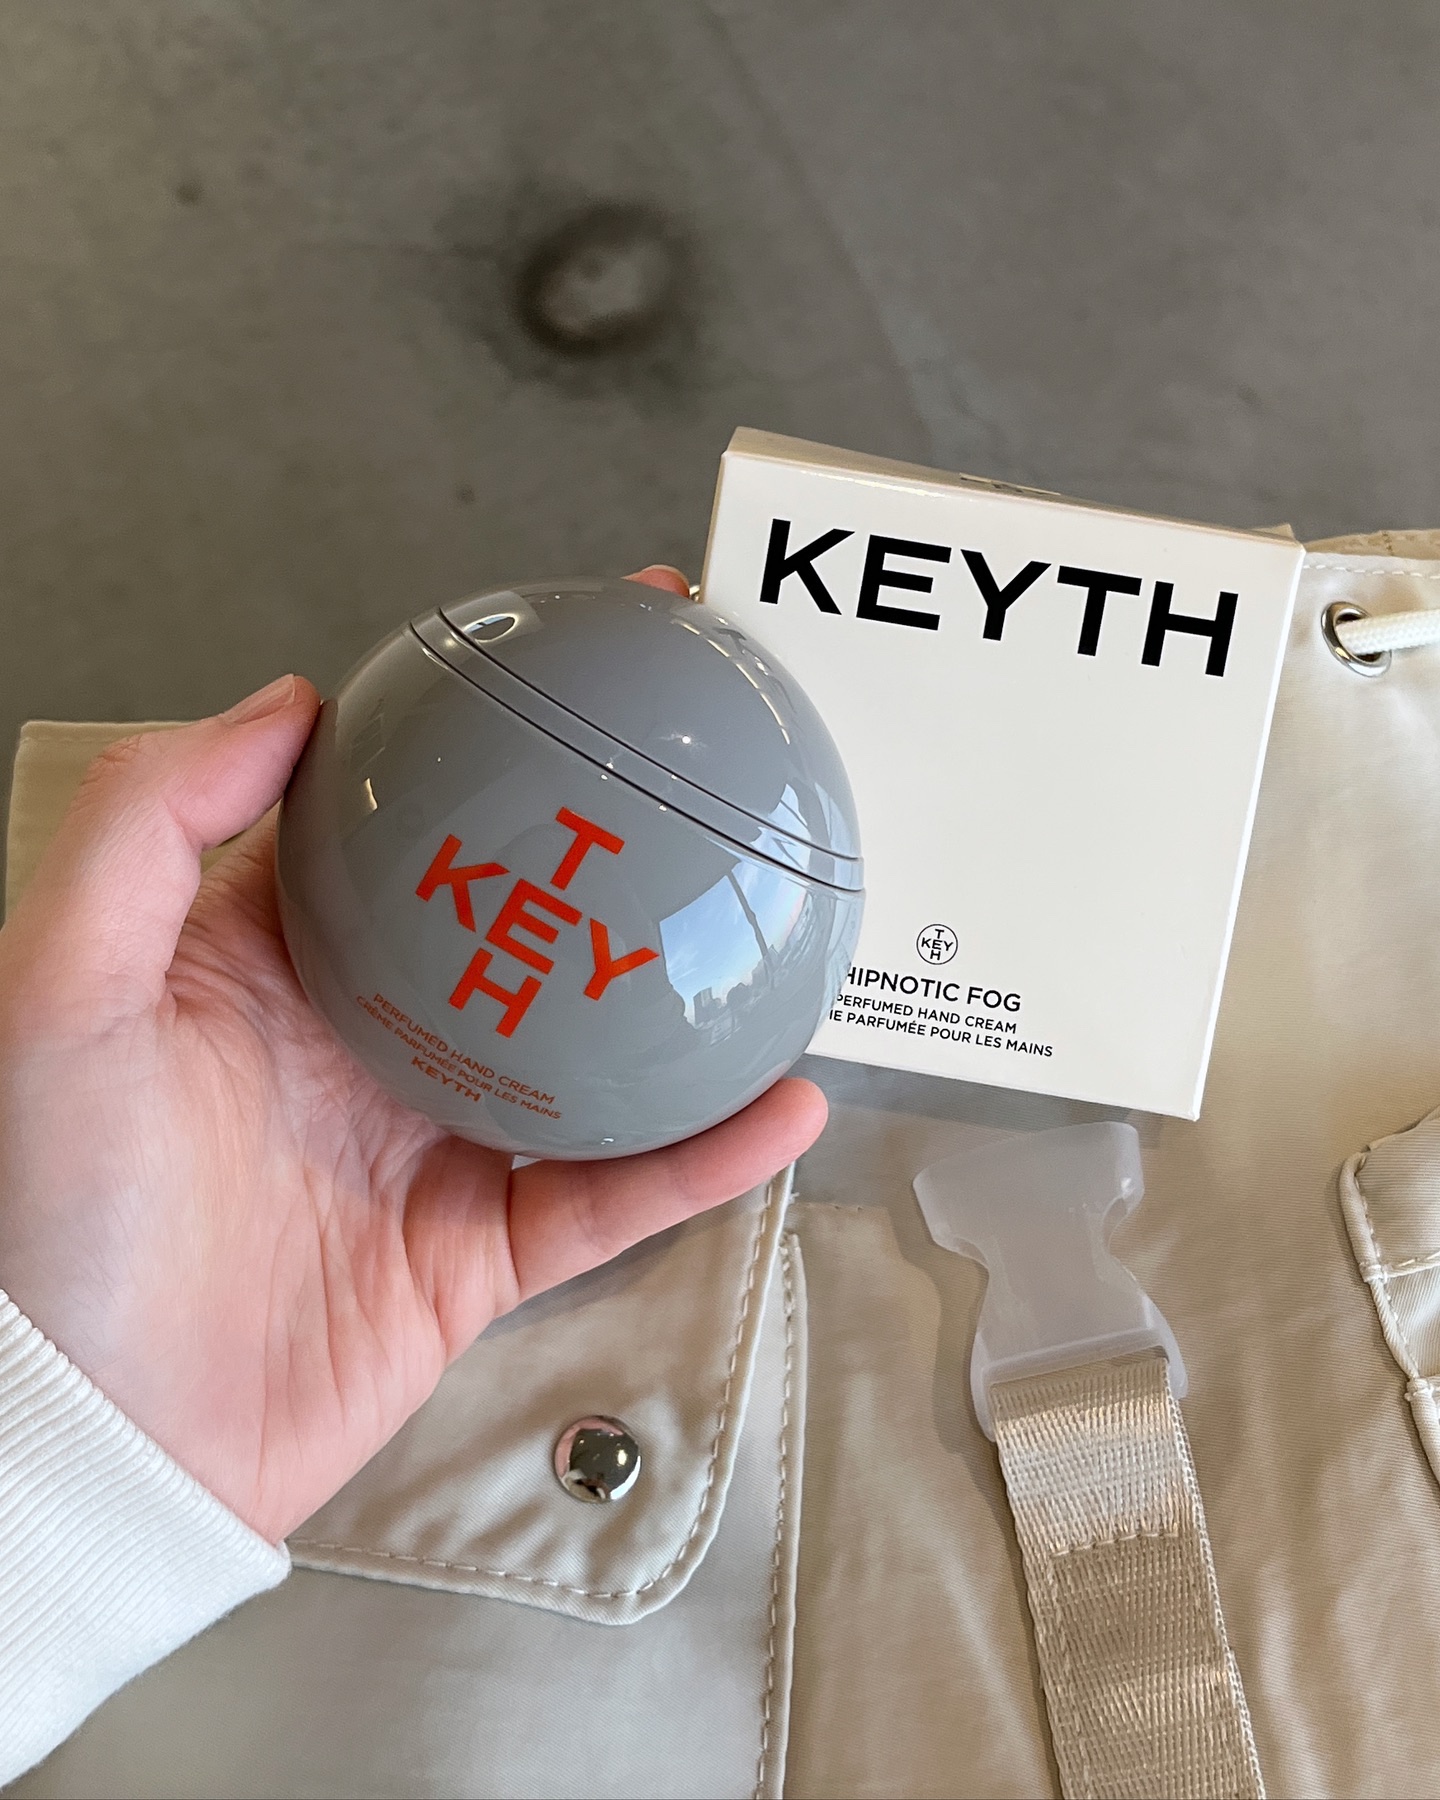 T
KEY
H
PERFUMED HAND CREAM
CRÈME PARFUMÉE POUR LES MAINS
KEYTH
KEYTH
T
KEY
H
HIPNOTIC FOG
PERFUMED HAND CREAM
PARFUMÉE POUR LES MAINS